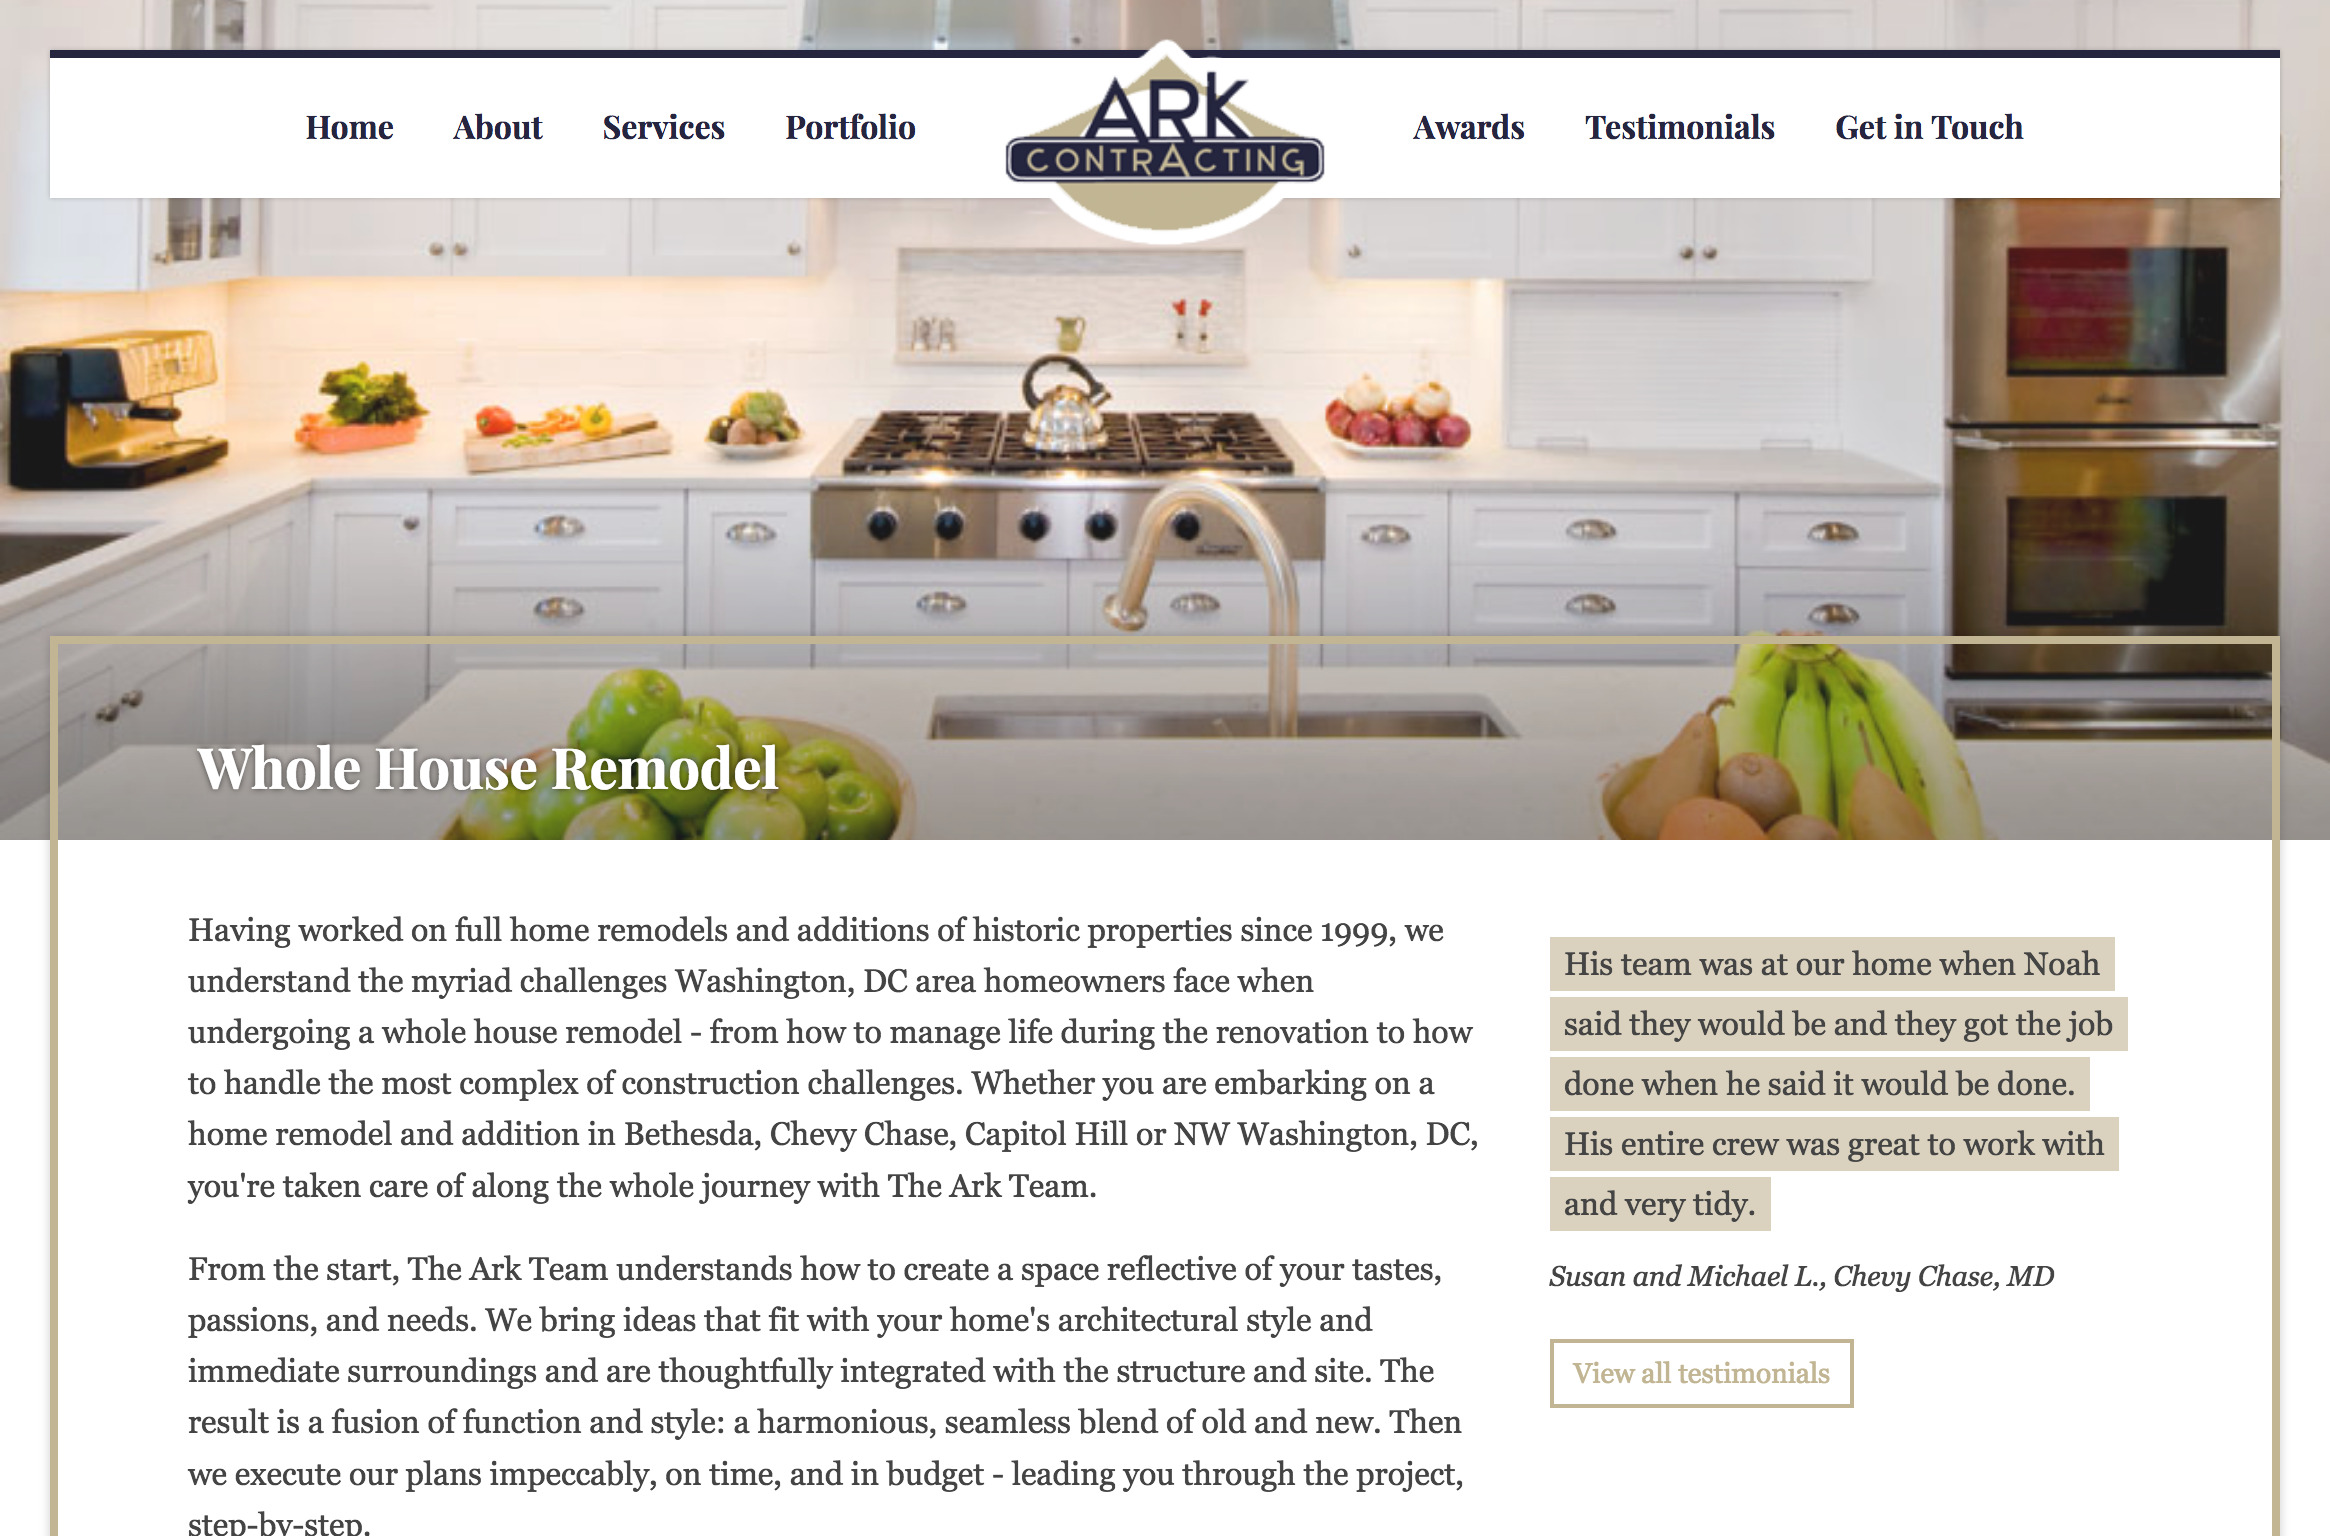 Home About Services Portfolio
ARK
CONTRACTING
Awards Testimonials Get in Touch
Whole House Remodel
Having worked on full home remodels and additions of historic properties since 1999, we
understand the myriad challenges Washington, DC area homeowners face when
undergoing a whole house remodel - from how to manage life during the renovation to how
to handle the most complex of construction challenges. Whether you are embarking on a
home remodel and addition in Bethesda, Chevy Chase, Capitol Hill or NW Washington, DC,
you're taken care of along the whole journey with The Ark Team.
From the start, The Ark Team understands how to create a space reflective of your tastes,
passions, and needs. We bring ideas that fit with your home's architectural style and
immediate surroundings and are thoughtfully integrated with the structure and site. The
result is a fusion of function and style: a harmonious, seamless blend of old and new. Then
we execute our plans impeccably, on time, and in budget - leading you through the project,
step-by-step.
His team was at our home when Noah
said they would be and they got the job
done when he said it would be done.
His entire crew was great to work with
and very tidy.
Susan and Michael L., Chevy Chase, MD
View all testimonials